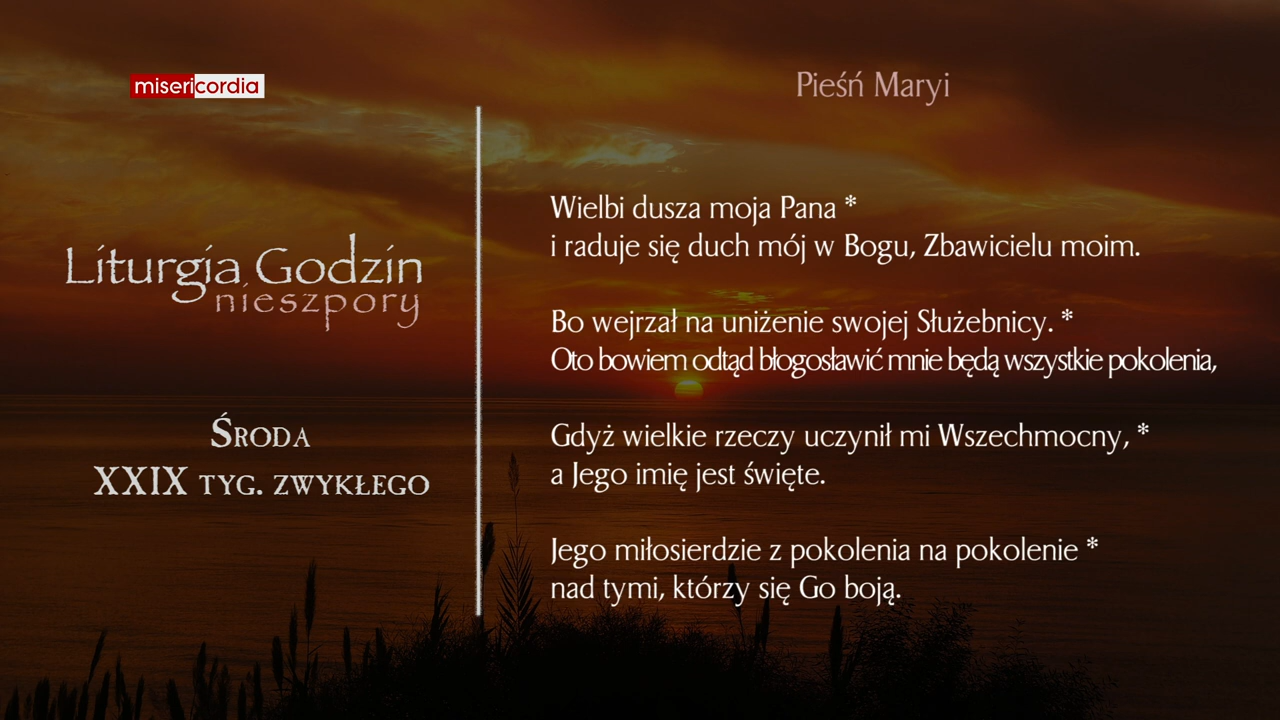 misericordia
Liturgia Godzin
nieszpory
Środa
XXIX tyg. zwykłego
Pieśń Maryi
Wielbi dusza moja Pana *
i raduje się duch mój w Bogu, Zbawicielu moim.
Bo wejrzał na uniżenie swojej Służebnicy. *
Oto bowiem odtąd błogosławić mnie będą wszystkie pokolenia,
Gdyż wielkie rzeczy uczynił mi Wszechmocny, *
a Jego imię jest święte.
Jego miłosierdzie z pokolenia na pokolenie *
nad tymi, którzy się Go boją.